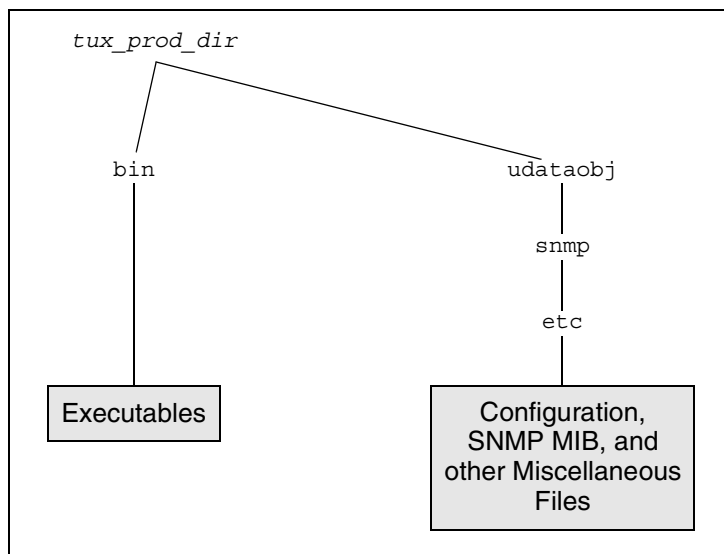 tux_prod_dir
bin
udataobj
snmp
etc
Executables
Configuration,
SNMP MIB, and
other Miscellaneous
Files